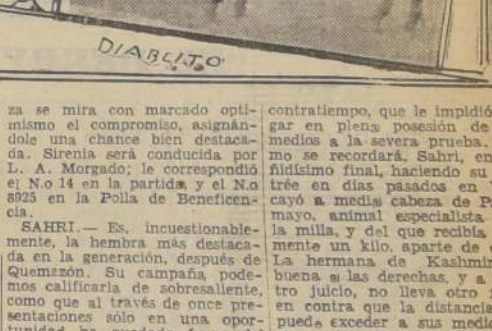 DIABLITO
za se mira con marcado opti-
mismo el compromiso, asignán-
dole una chance bien destaca-
da. Sirenia será conducida por
L. A. Morgado; le correspondió
el N.o 14 en la partida y el N.o
8925 en la Polla de Beneficen-
cia.
SAHRI.— Es, incuestionable-
mente, la hembra más destaca-
da en la generación, después de
Quemazón. Su campaña pode-
mos calificarla de sobresaliente,
como que al través de once pre-
sentaciones sólo en una opor-
tunidad ha quedado
contratiempo, que le impidió
gar en plena posesión de
medios a la severa prueba.
mo se recordará, Sahri, en
ñidísimo final, haciendo su
trée en días pasados en
cayó a media cabeza de
mayo, animal especialista
la milla, y del que recibía
mente un kilo, aparte de
La hermana de Kashmir
buena a las derechas, y a
tro juicio, no lleva otro
en contra que la distancia
puede exceder a sus medi